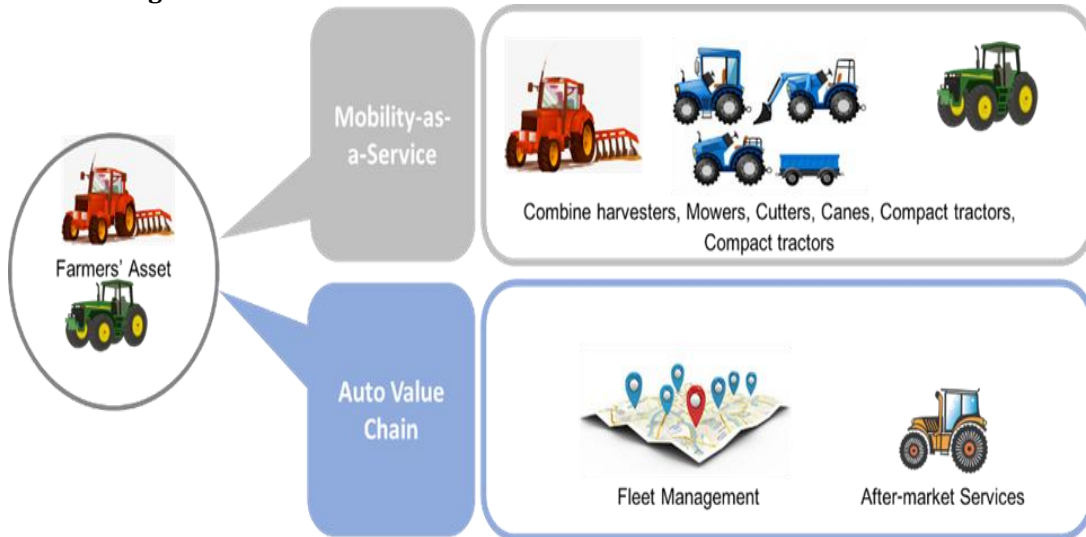 Mobility-as-
a-Service
Combine harvesters, Mowers, Cutters, Canes, Compact tractors,
Compact tractors
Farmers' Asset
Auto Value
Chain
Fleet Management
After-market Services